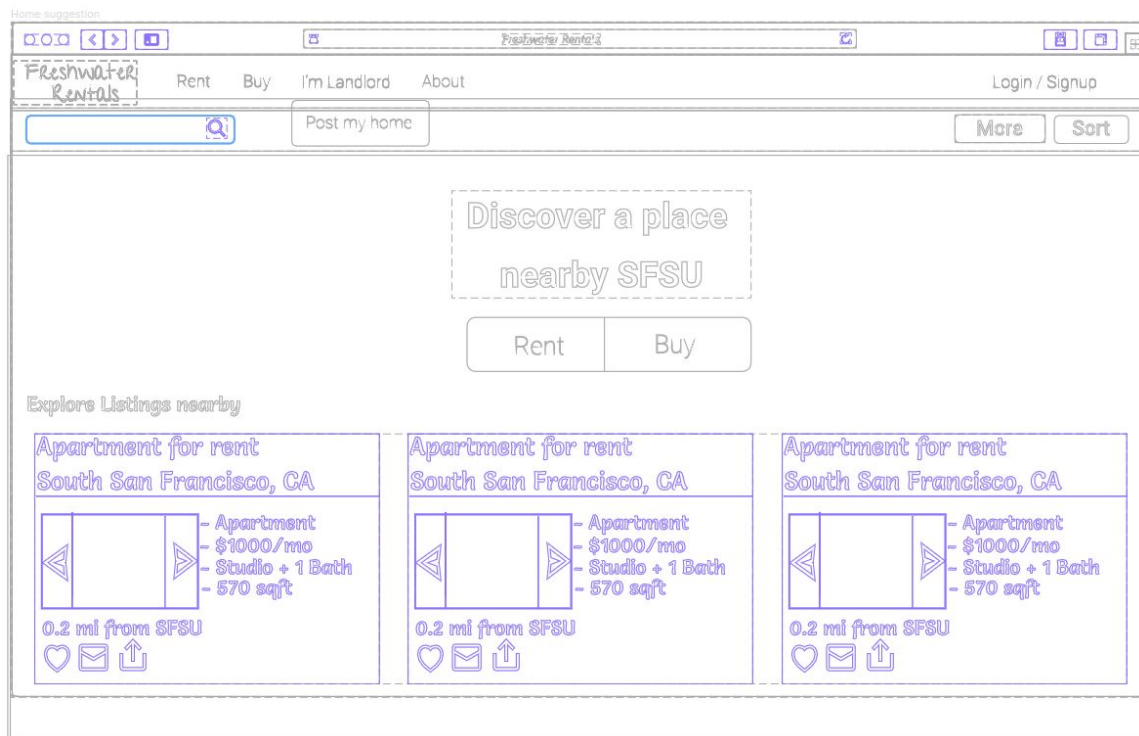 Home suggestion
Freshwater Rentals
Freshwater
Rentals
Rent
Buy
I'm Landlord
About
Login / Signup
Post my home
More
Sort
Discover a place
nearby SFSU
Rent
Buy
Explore Listings nearby
Apartment for rent
South San Francisco, CA
- Apartment
- $1000/mo
- Studio + 1 Bath
- 570 sqft
0.2 mi from SFSU
Apartment for rent
South San Francisco, CA
- Apartment
- $1000/mo
- Studio + 1 Bath
- 570 sqft
0.2 mi from SFSU
Apartment for rent
South San Francisco, CA
- Apartment
- $1000/mo
- Studio + 1 Bath
- 570 sqft
0.2 mi from SFSU